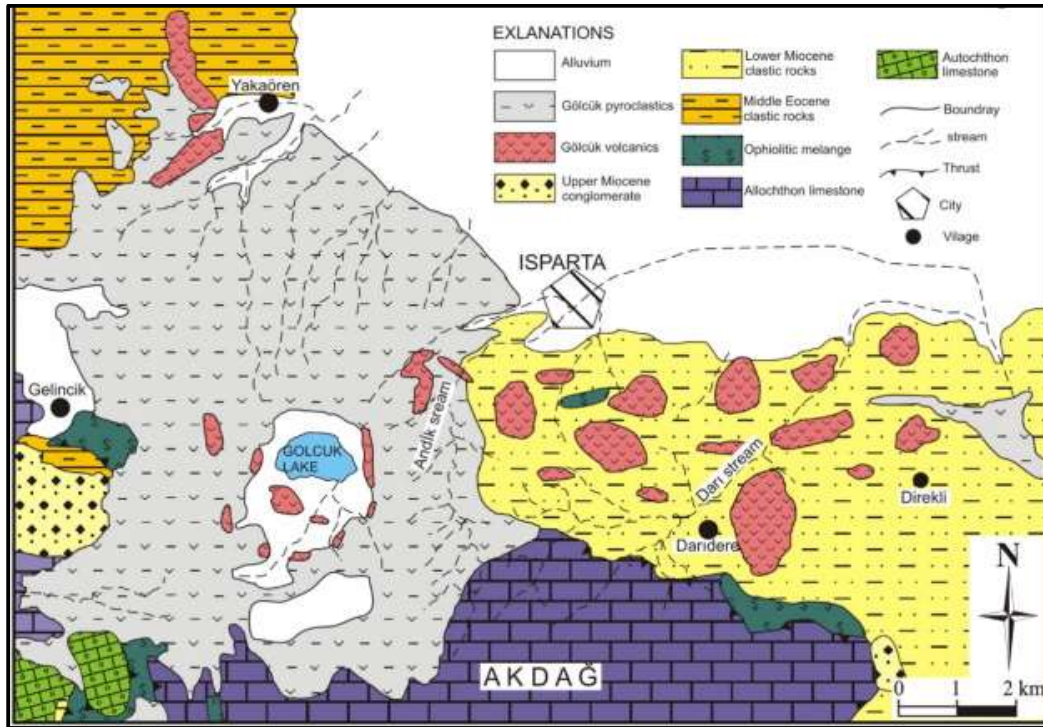 EXLANATIONS
Alluvium
Gölcük pyroclastics
Gölcük volcanics
Upper Miocene
conglomerate
Lower Miocene
clastic rocks
Middle Eocene
clastic rocks
Ophiolitic melange
Allochthon limestone
Autochthon
limestone
Boundray
stream
Thrust
City
Vilage
Yakaören
ISPARTA
Gelincik
Andık sream
GÖLCUK
LAKE
Darı stream
Direkli
Darıdere
AKDAĞ
N
0 1 2 km